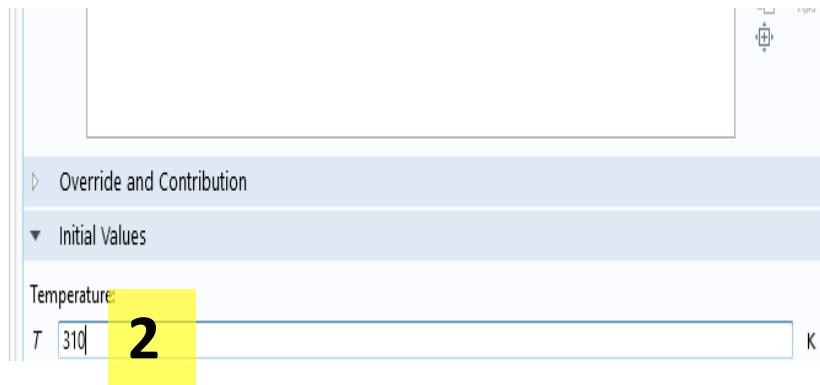 Override and Contribution
Initial Values
Temperature:
T 310 2 K